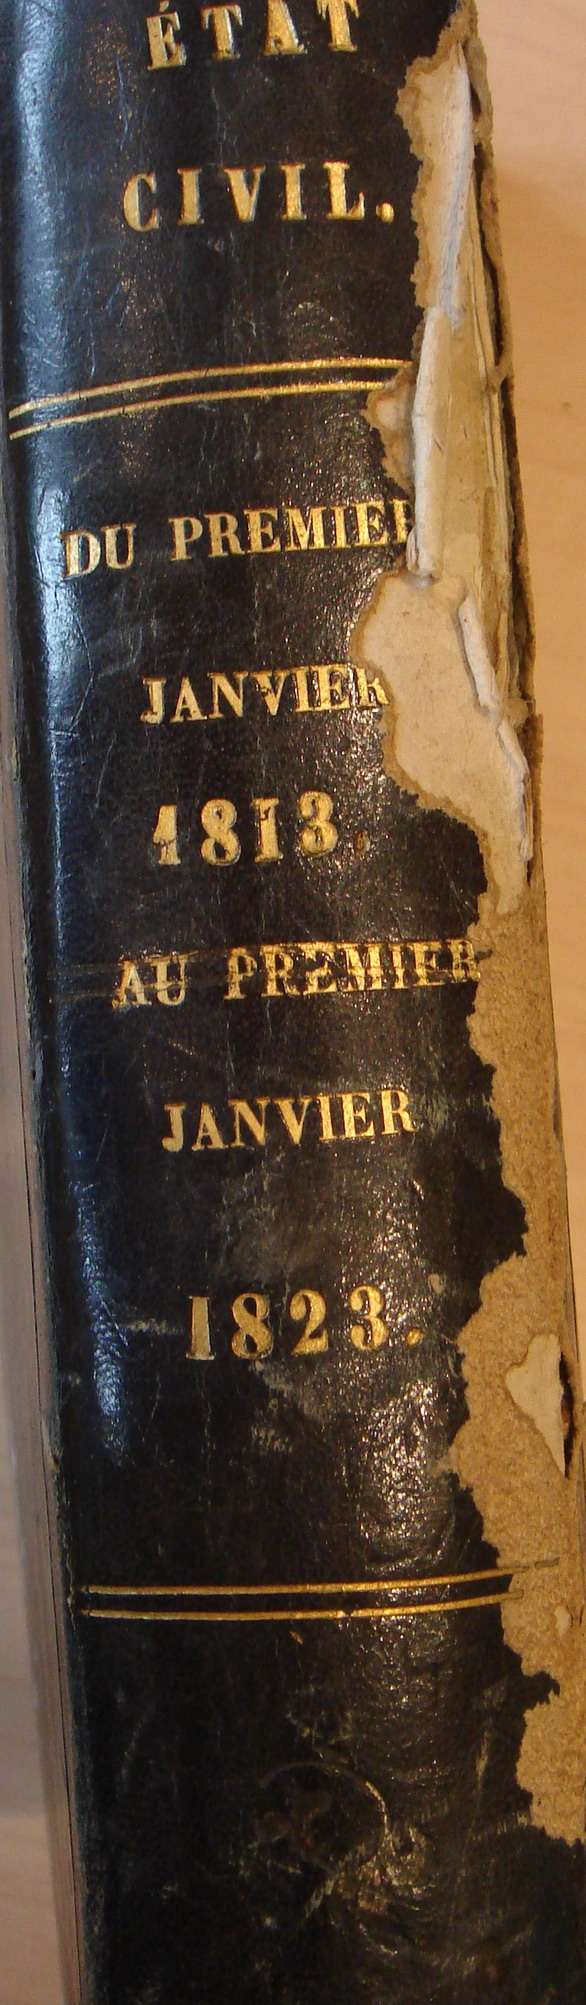 ÉTAT
CIVIL.
DU PREMIER
JANVIER
1813.
AU PREMIER
JANVIER
1823.